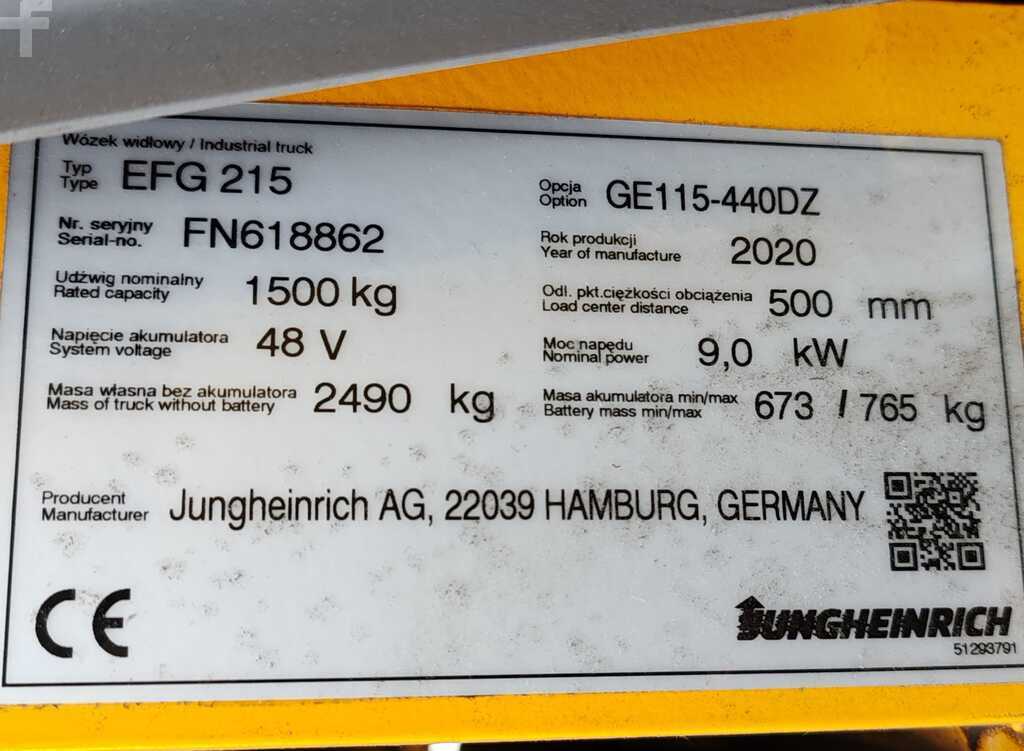 Wózek widłowy / Industrial truck
Typ
Type EFG 215
Opcja
Option GE115-440DZ
Nr. seryjny
Serial-no. FN618862
Rok produkcji
Year of manufacture 2020
Udźwig nominalny
Rated capacity 1500 kg
Odl. pkt.ciężkości obciążenia
Load center distance 500 mm
Napięcie akumulatora
System voltage 48 V
Moc napędu
Nominal power 9,0 kW
Masa własna bez akumulatora
Mass of truck without battery 2490 kg
Masa akumulatora min/max
Battery mass min/max 673 / 765 kg
Producent
Manufacturer Jungheinrich AG, 22039 HAMBURG, GERMANY
CE
JUNGHEINRICH
51293791